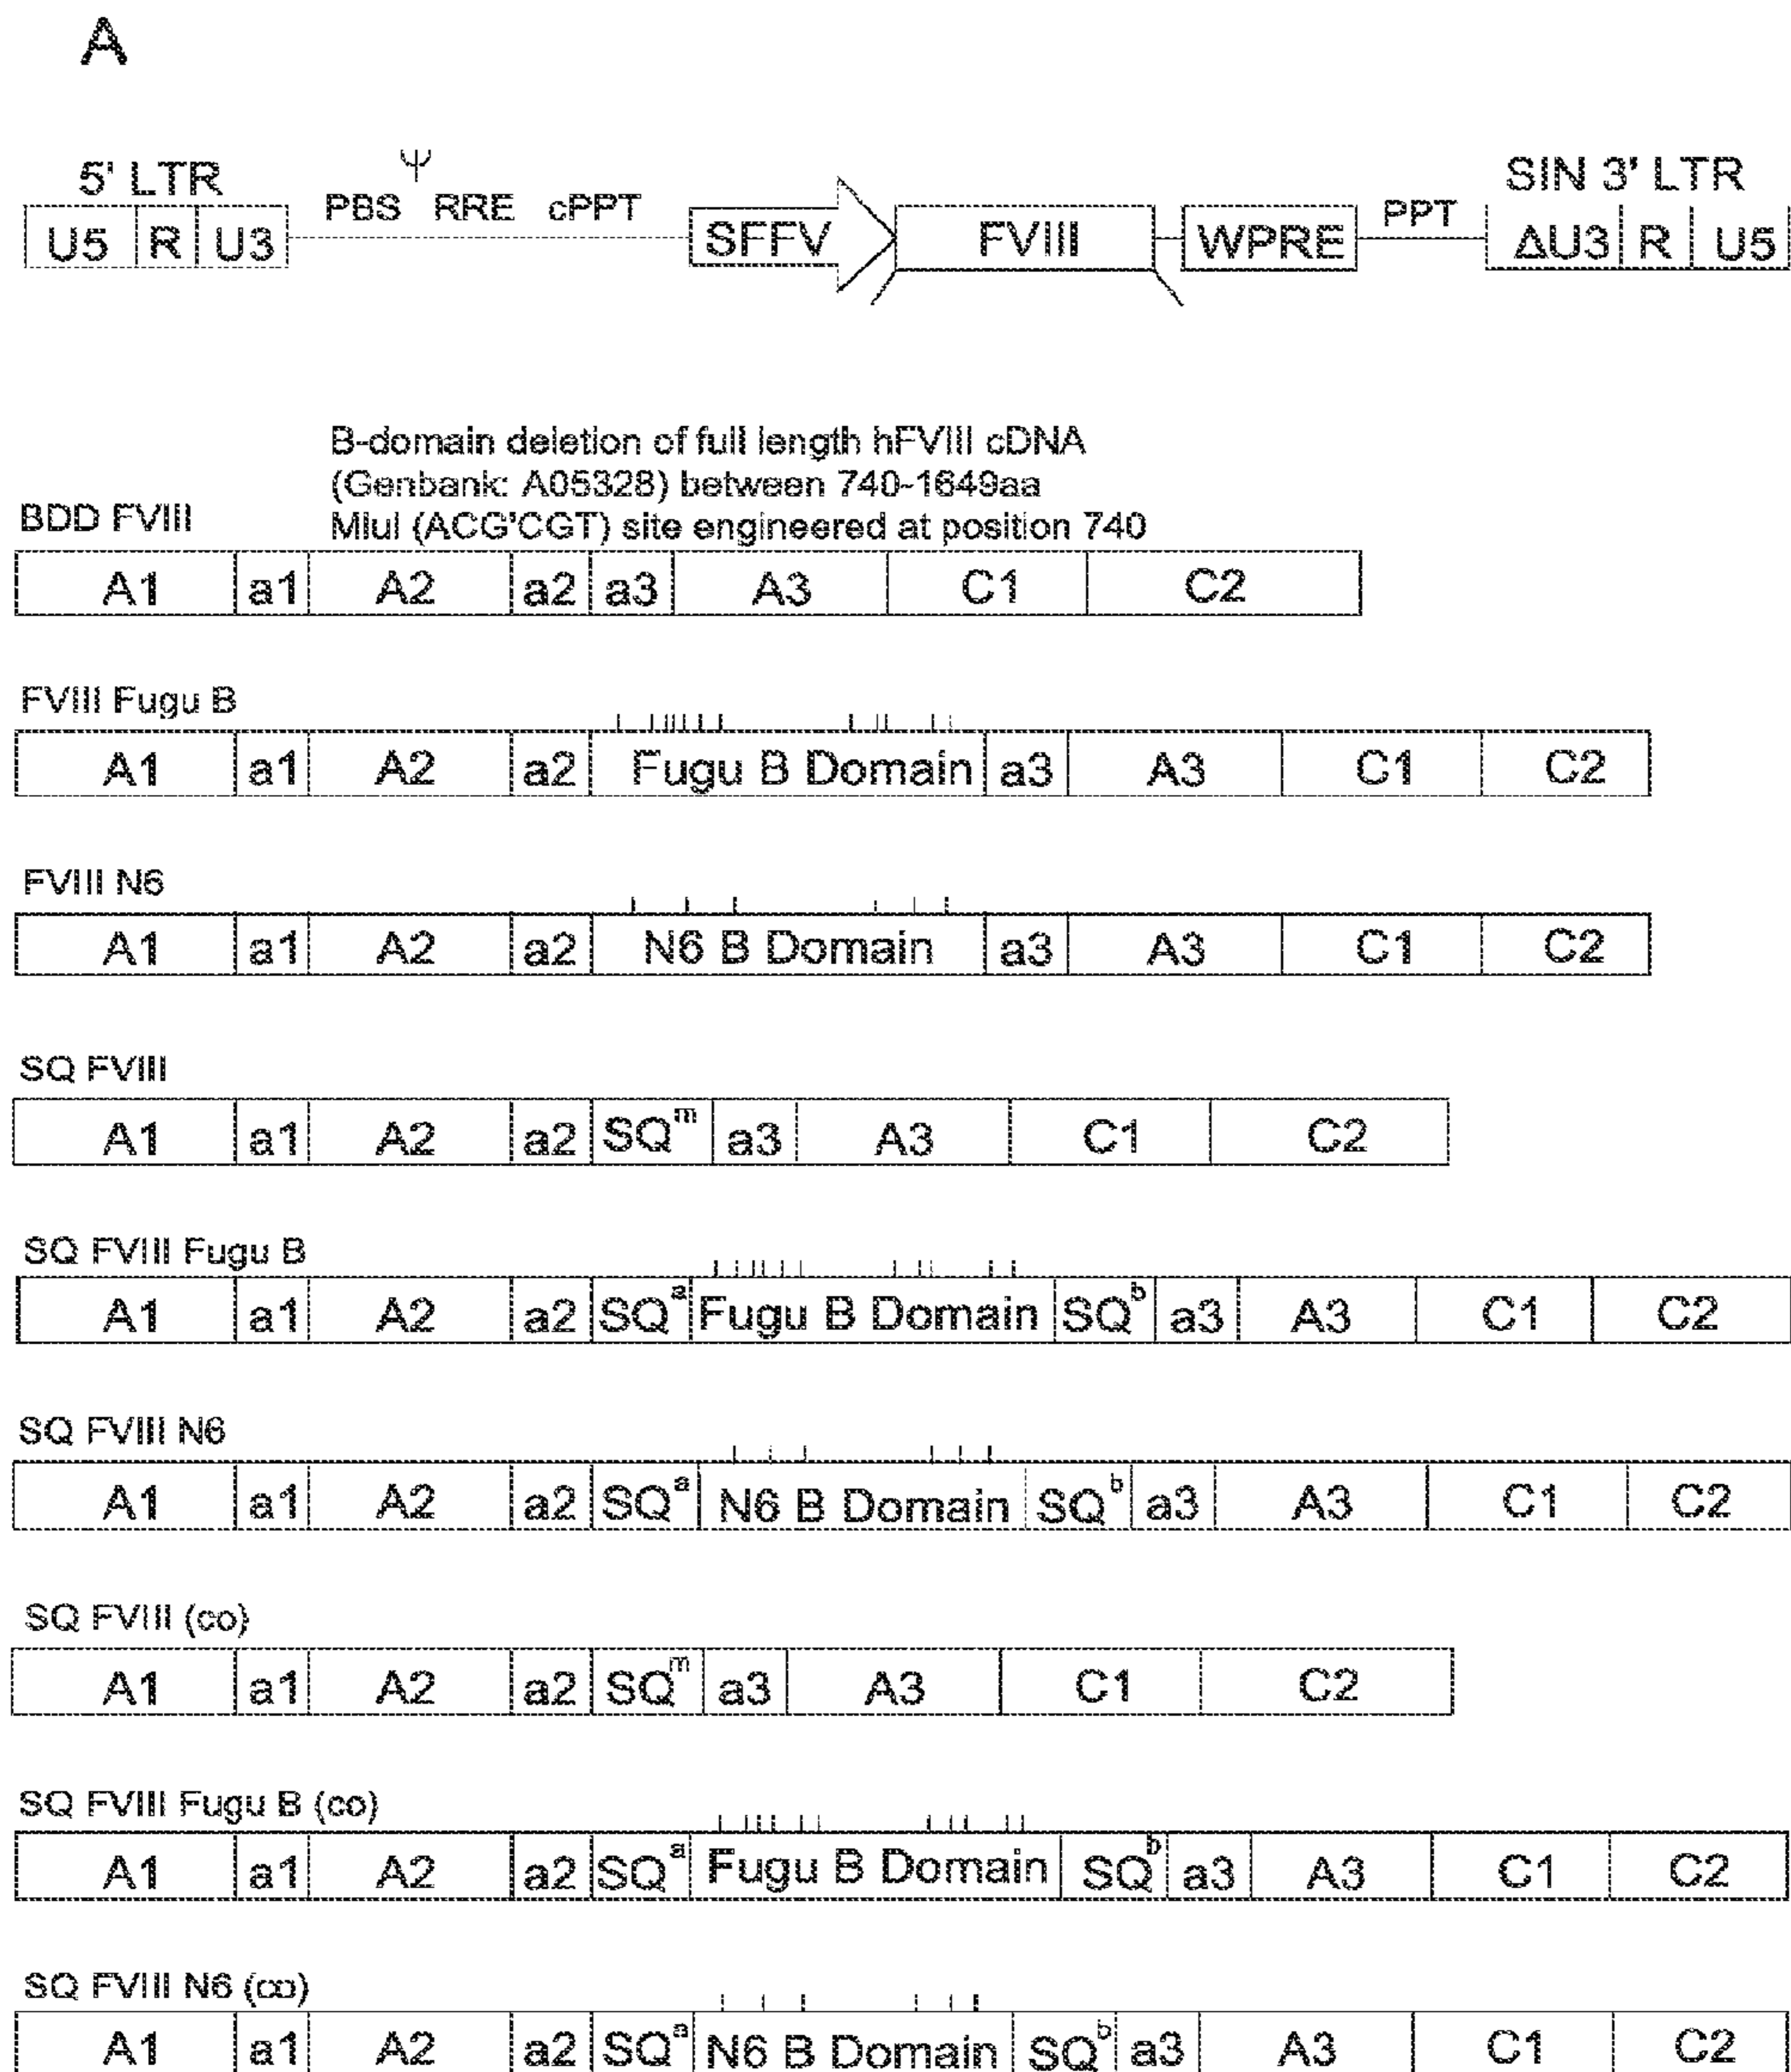 A
5' LTR
Ψ
SIN 3' LTR
PBS RRE cPPT
PPT
U5 R U3
SFFV FVIII WPRE
ΔU3 R U5
B-domain deletion of full length hFVIII cDNA
(Genbank: A05328) between 740-1649aa
MluI (ACG'CGT) site engineered at position 740
BDD FVIII
A1 a1 A2 a2 a3 A3 C1 C2
FVIII Fugu B
A1 a1 A2 a2 Fugu B Domain a3 A3 C1 C2
FVIII N6
A1 a1 A2 a2 N6 B Domain a3 A3 C1 C2
SQ FVIII
A1 a1 A2 a2 SQm a3 A3 C1 C2
SQ FVIII Fugu B
A1 a1 A2 a2 SQa Fugu B Domain SQb a3 A3 C1 C2
SQ FVIII N6
A1 a1 A2 a2 SQa N6 B Domain SQb a3 A3 C1 C2
SQ FVIII (co)
A1 a1 A2 a2 SQm a3 A3 C1 C2
SQ FVIII Fugu B (co)
A1 a1 A2 a2 SQa Fugu B Domain SQb a3 A3 C1 C2
SQ FVIII N6 (co)
A1 a1 A2 a2 SQa N6 B Domain SQb a3 A3 C1 C2